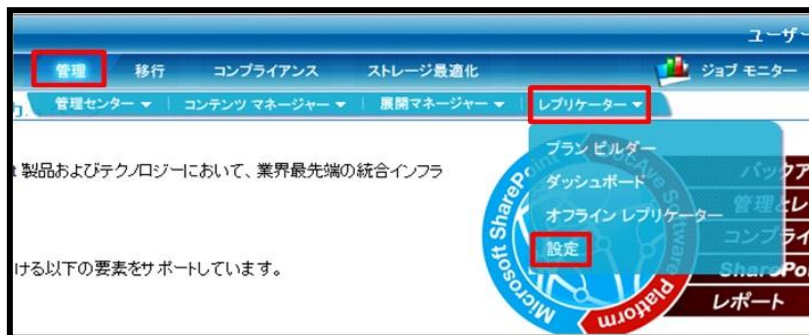 ユーザー
管理 移行 コンプライアンス ストレージ最適化 ジョブ モニター
力. 管理センター コンテンツ マネージャー 展開マネージャー レプリケーター
プラン ビルダー
ダッシュボード
オフライン レプリケーター
設定
製品およびテクノロジーにおいて、業界最先端の統合インフラ
ける以下の要素をサポートしています。
Microsoft SharePoint
DocAve Software Platform
バックア
管理とレ
コンプライ
SharePoi
レポート